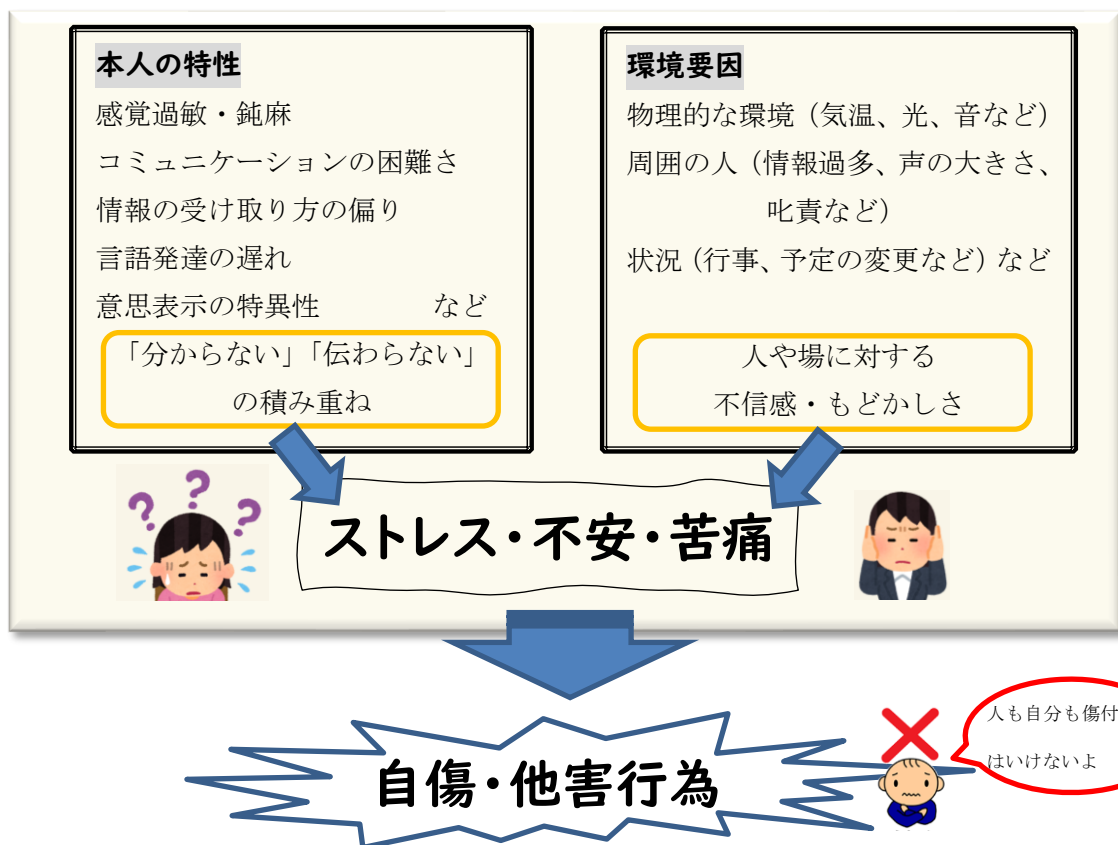 本人の特性
感覚過敏・鈍麻
コミュニケーションの困難さ
情報の受け取り方の偏り
言語発達の遅れ
意思表示の特異性 など
「分からない」「伝わらない」
の積み重ね
環境要因
物理的な環境（気温、光、音など）
周囲の人（情報過多、声の大きさ、
叱責など）
状況（行事、予定の変更など）など
人や場に対する
不信感・もどかしさ
ストレス・不安・苦痛
自傷・他害行為
人も自分も傷付
はいけないよ